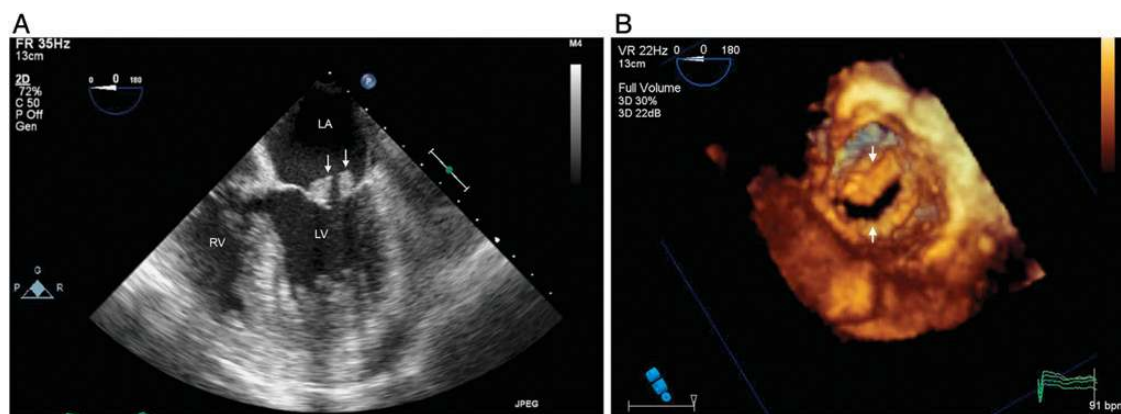 A
FR 35Hz
13cm
M4
2D
72%
C 50
P Off
Gen
0 0 180
P
LA
RV
LV
G
P R
JPEG
B
VR 22Hz
13cm
0 0 180
Full Volume
3D 30%
3D 22dB
91 bpm